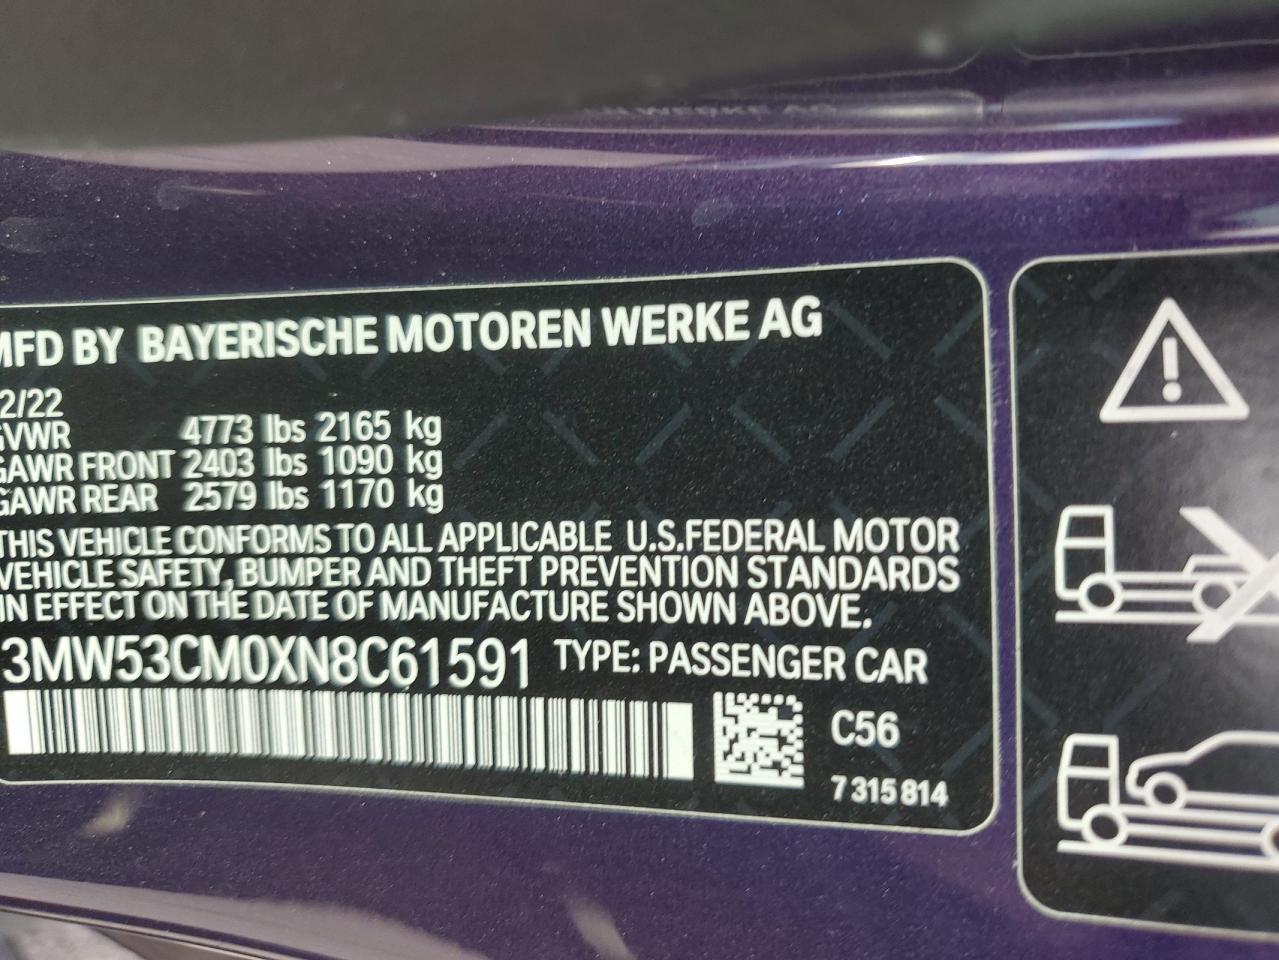 MFD BY BAYERISCHE MOTOREN WERKE AG
2/22
GVWR 4773 lbs 2165 kg
GAWR FRONT 2403 lbs 1090 kg
GAWR REAR 2579 lbs 1170 kg
THIS VEHICLE CONFORMS TO ALL APPLICABLE U.S.FEDERAL MOTOR
VEHICLE SAFETY, BUMPER AND THEFT PREVENTION STANDARDS
IN EFFECT ON THE DATE OF MANUFACTURE SHOWN ABOVE.
3MW53CM0XN8C61591 TYPE: PASSENGER CAR
C56
7 315 814